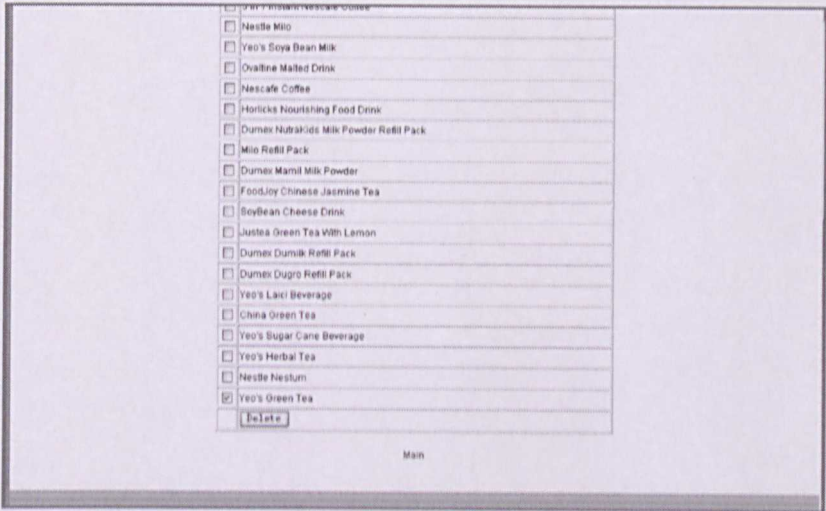 Nestle Milo
Yeo's Soya Bean Milk
Ovaltine Malted Drink
Nescafe Coffee
Horlicks Nourishing Food Drink
Dumex NutraKids Milk Powder Refill Pack
Milo Refill Pack
Dumex Mamil Milk Powder
FoodJoy Chinese Jasmine Tea
SoyBean Cheese Drink
Justea Green Tea With Lemon
Dumex Dumilk Refill Pack
Dumex Dugro Refill Pack
Yeo's Laici Beverage
China Green Tea
Yeo's Sugar Cane Beverage
Yeo's Herbal Tea
Nestle Nestum
Yeo's Green Tea
Delete
Main